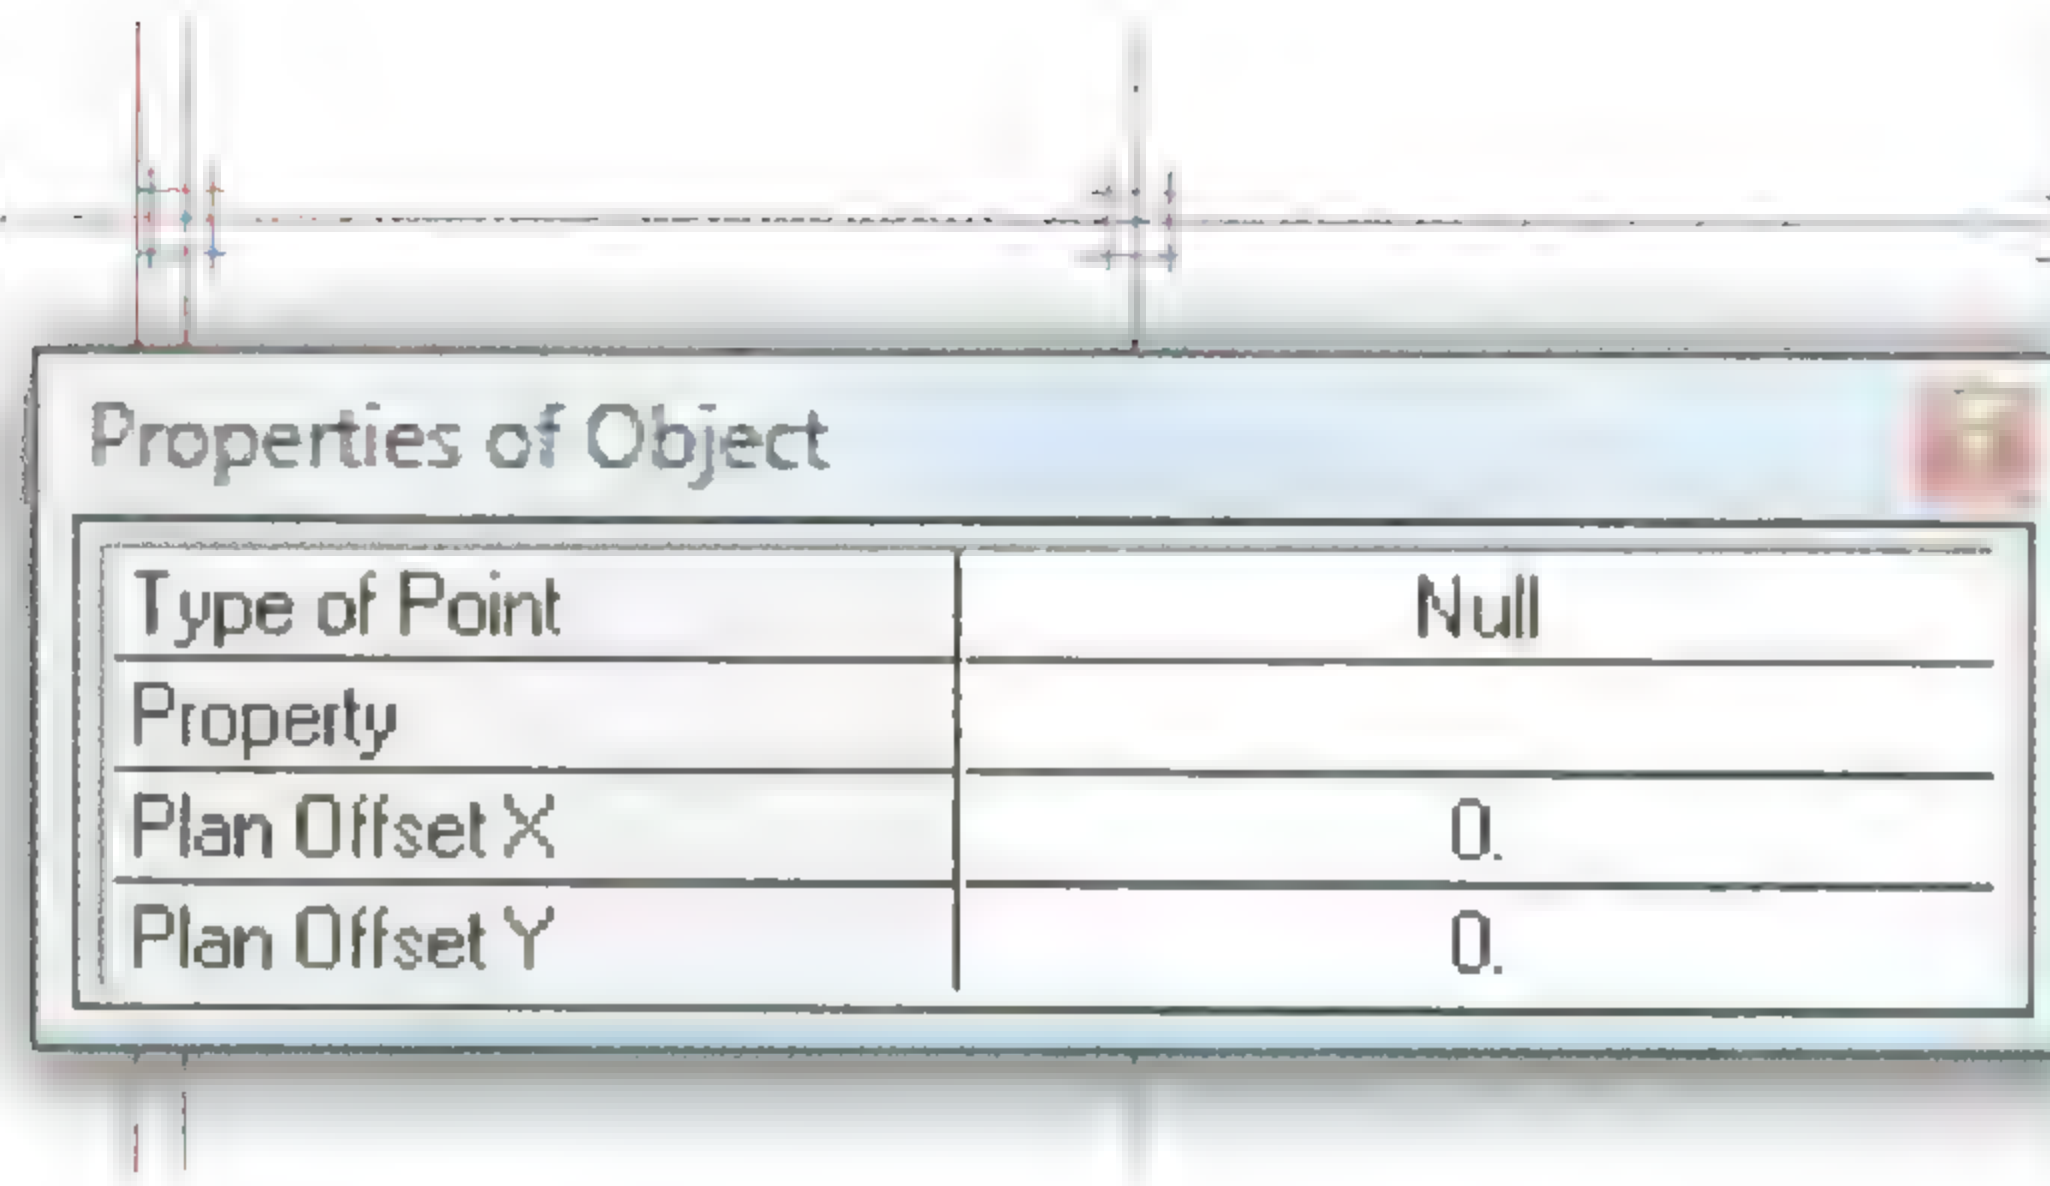 Properties of Object
Type of Point Null
Property
Plan Offset X 0.
Plan Offset Y 0.